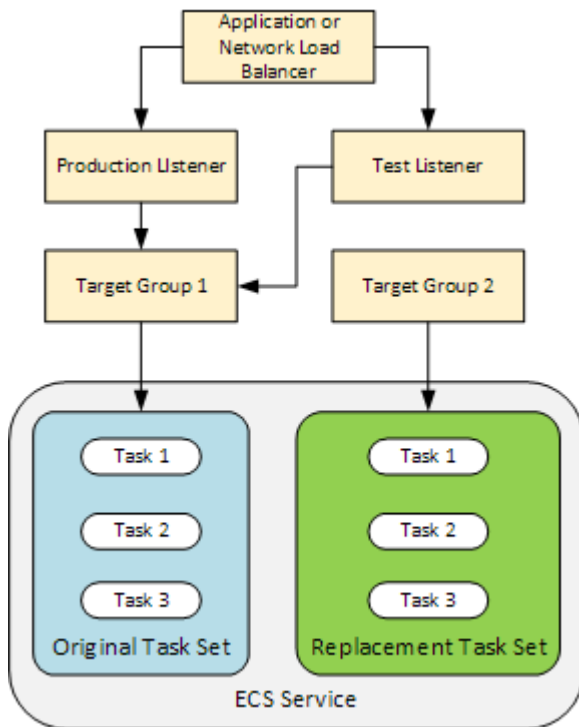 Application or
Network Load
Balancer
Production Listener
Test Listener
Target Group 1
Target Group 2
Task 1
Task 2
Task 3
Original Task Set
Task 1
Task 2
Task 3
Replacement Task Set
ECS Service